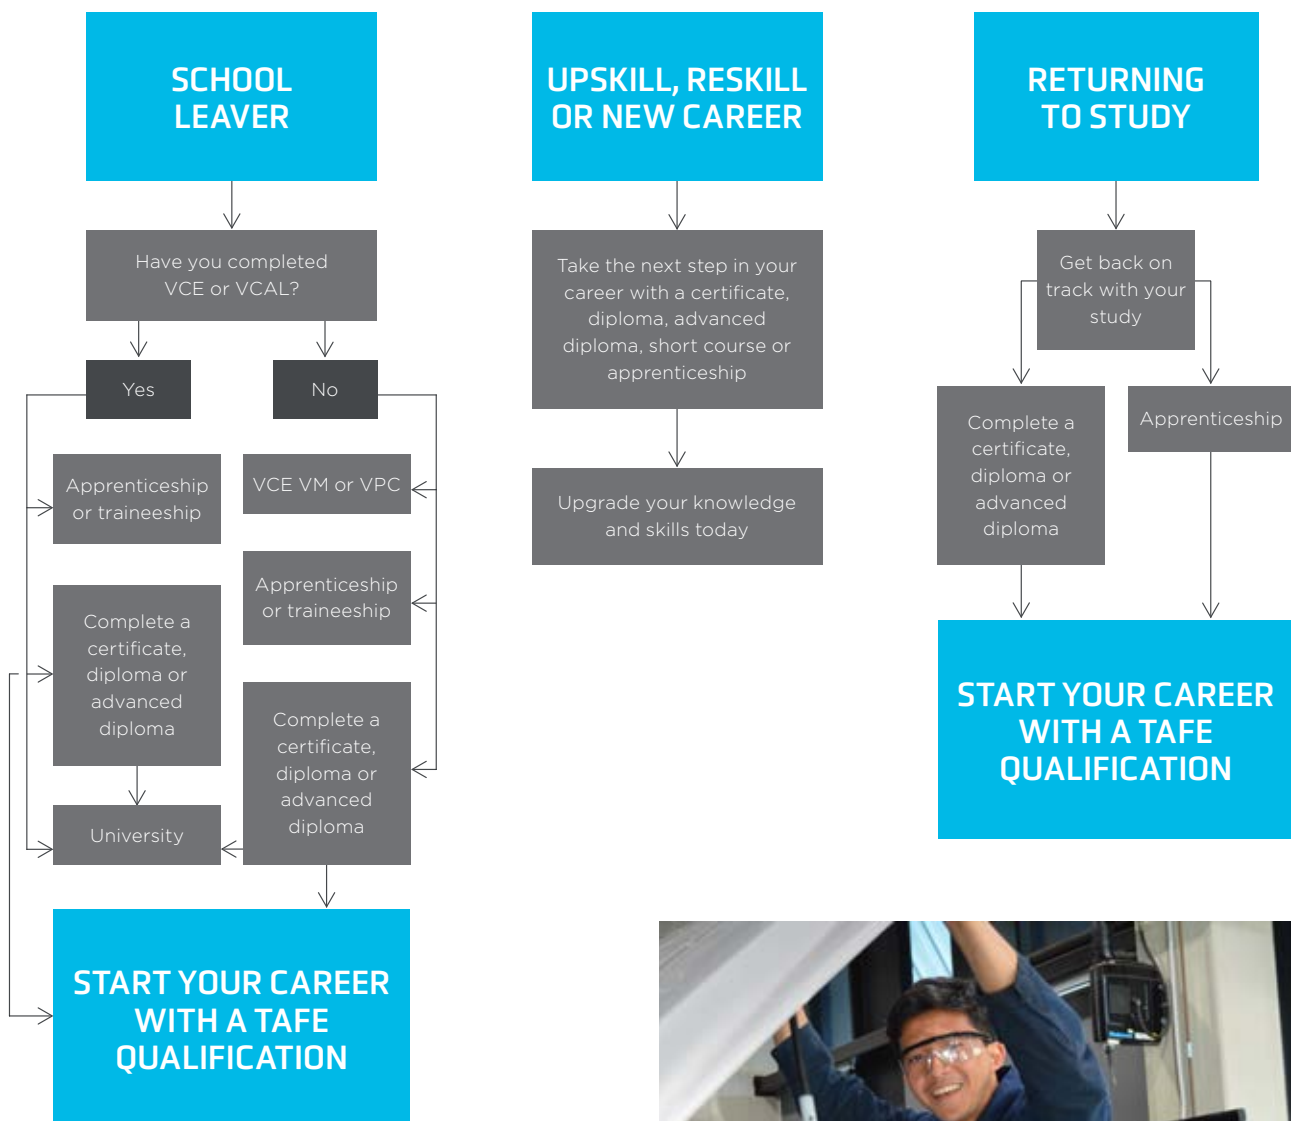 SCHOOL
LEAVER
Have you completed
VCE or VCAL?
Yes
No
Apprenticeship
or traineeship
VCE VM or VPC
Apprenticeship
or traineeship
Complete a
certificate,
diploma or
advanced
diploma
Complete a
certificate,
diploma or
advanced
diploma
University
START YOUR CAREER
WITH A TAFE
QUALIFICATION
UPSKILL, RESKILL
OR NEW CAREER
Take the next step in your
career with a certificate,
diploma, advanced
diploma, short course or
apprenticeship
Upgrade your knowledge
and skills today
RETURNING
TO STUDY
Get back on
track with your
study
Complete a
certificate,
diploma or
advanced
diploma
Apprenticeship
START YOUR CAREER
WITH A TAFE
QUALIFICATION